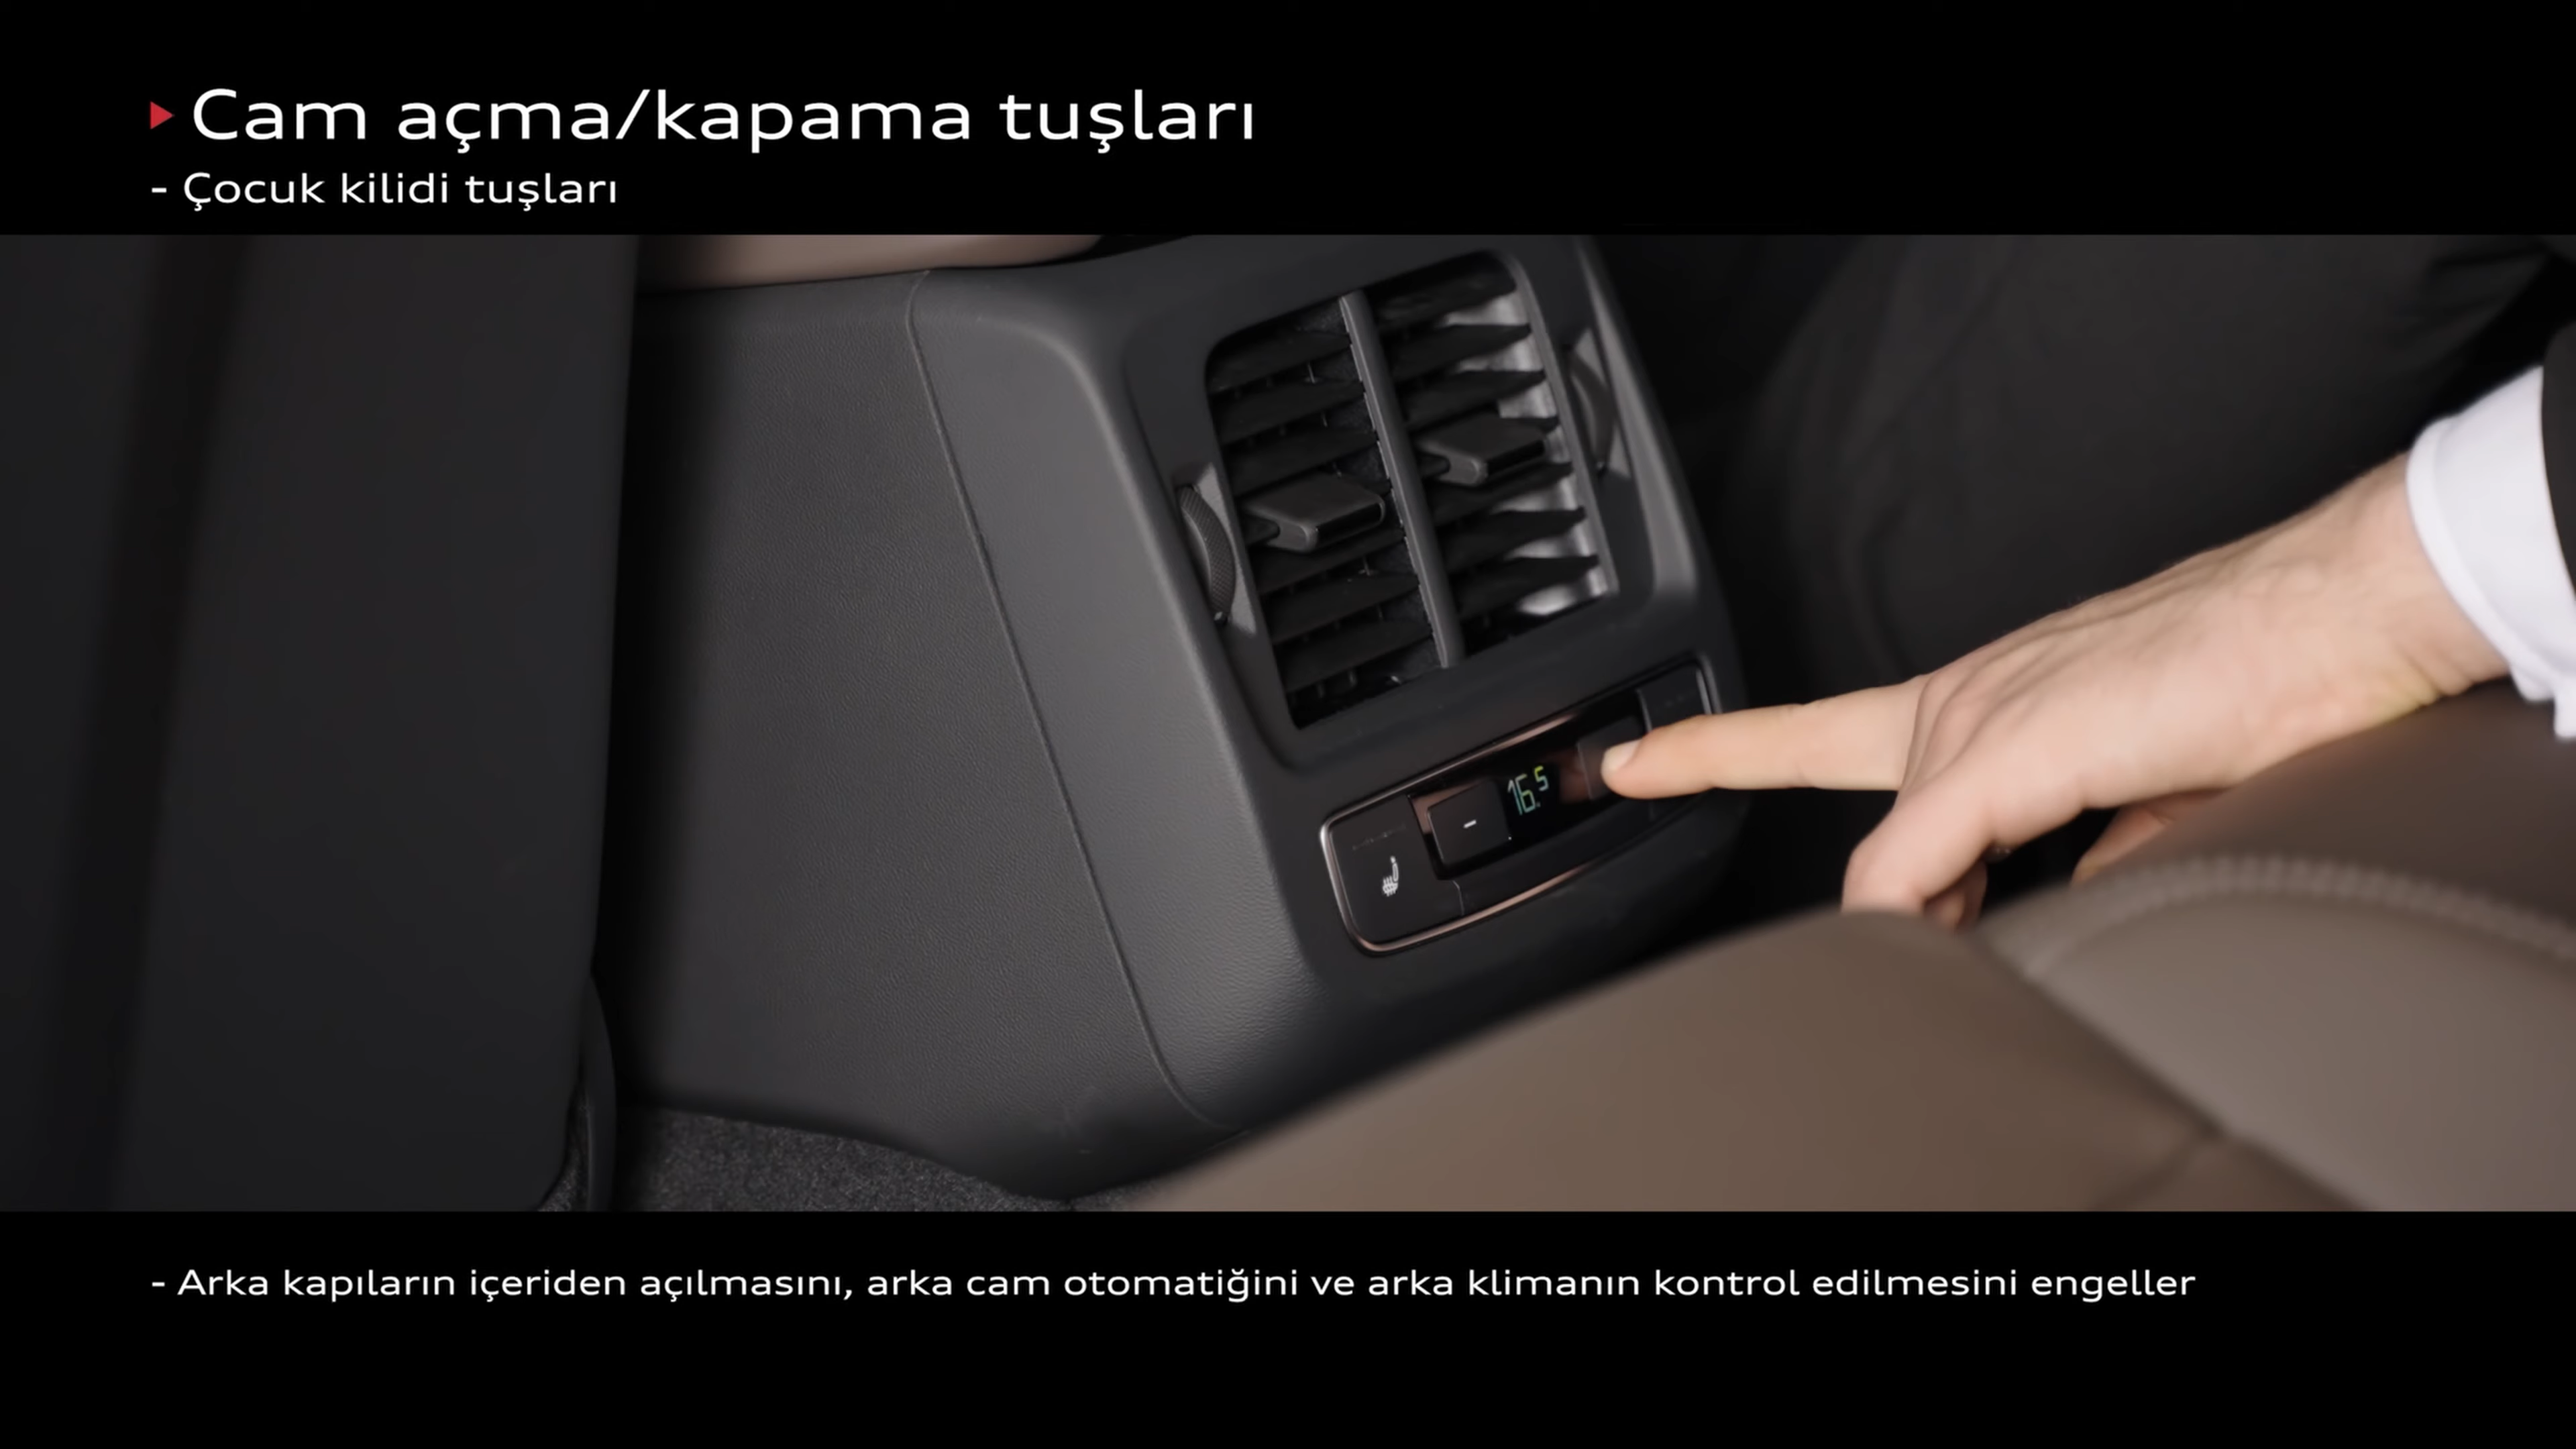 Cam açma/kapama tuşları
- Çocuk kilidi tuşları
16.5
-
- Arka kapıların içeriden açılmasını, arka cam otomatiğini ve arka klimanın kontrol edilmesini engeller